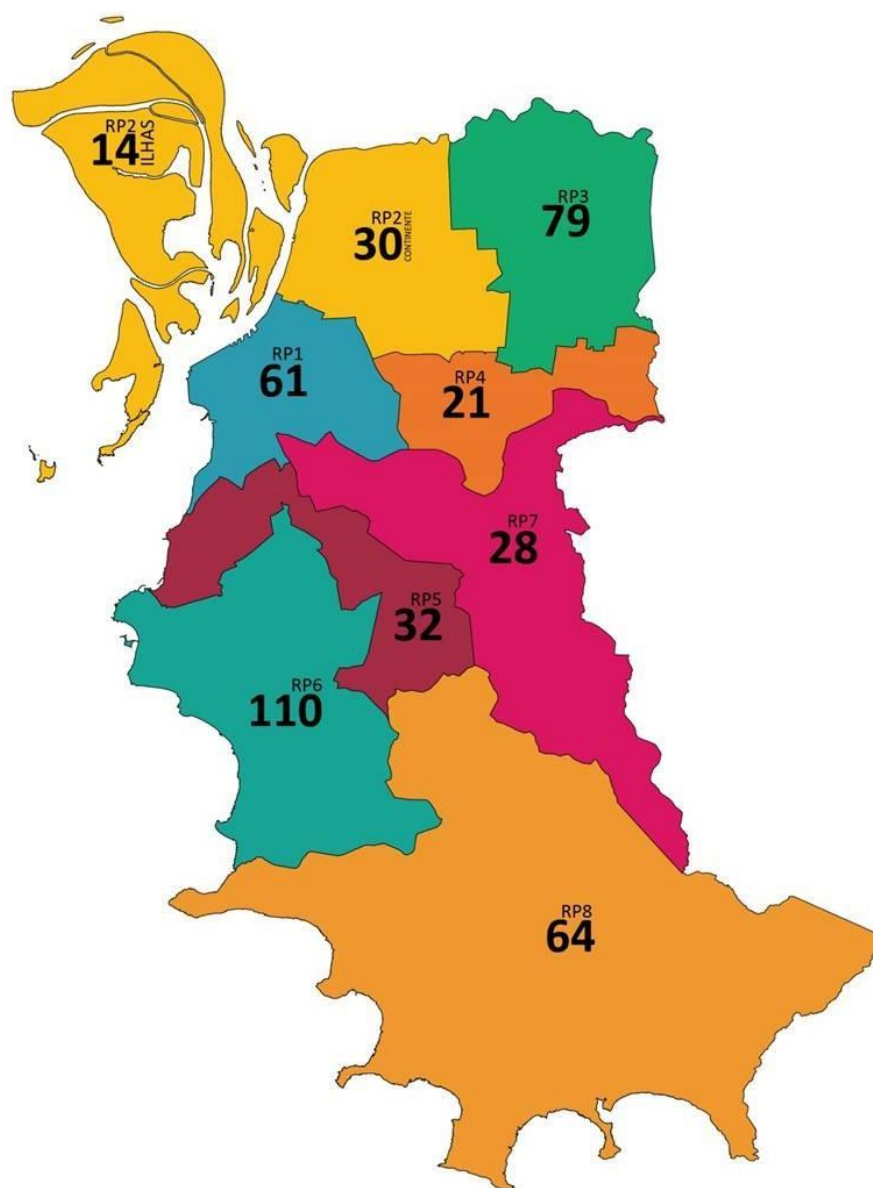 RP2
14
ILHAS
RP2
30
CONTINENTE
RP3
79
RP1
61
RP4
21
RP7
28
RP5
32
RP6
110
RP8
64